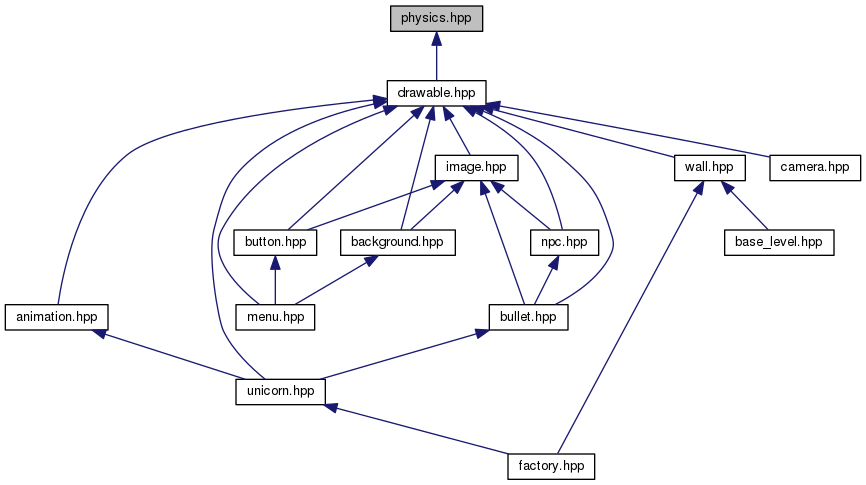 physics.hpp
drawable.hpp
image.hpp
wall.hpp
camera.hpp
button.hpp
background.hpp
npc.hpp
base_level.hpp
animation.hpp
menu.hpp
bullet.hpp
unicorn.hpp
factory.hpp